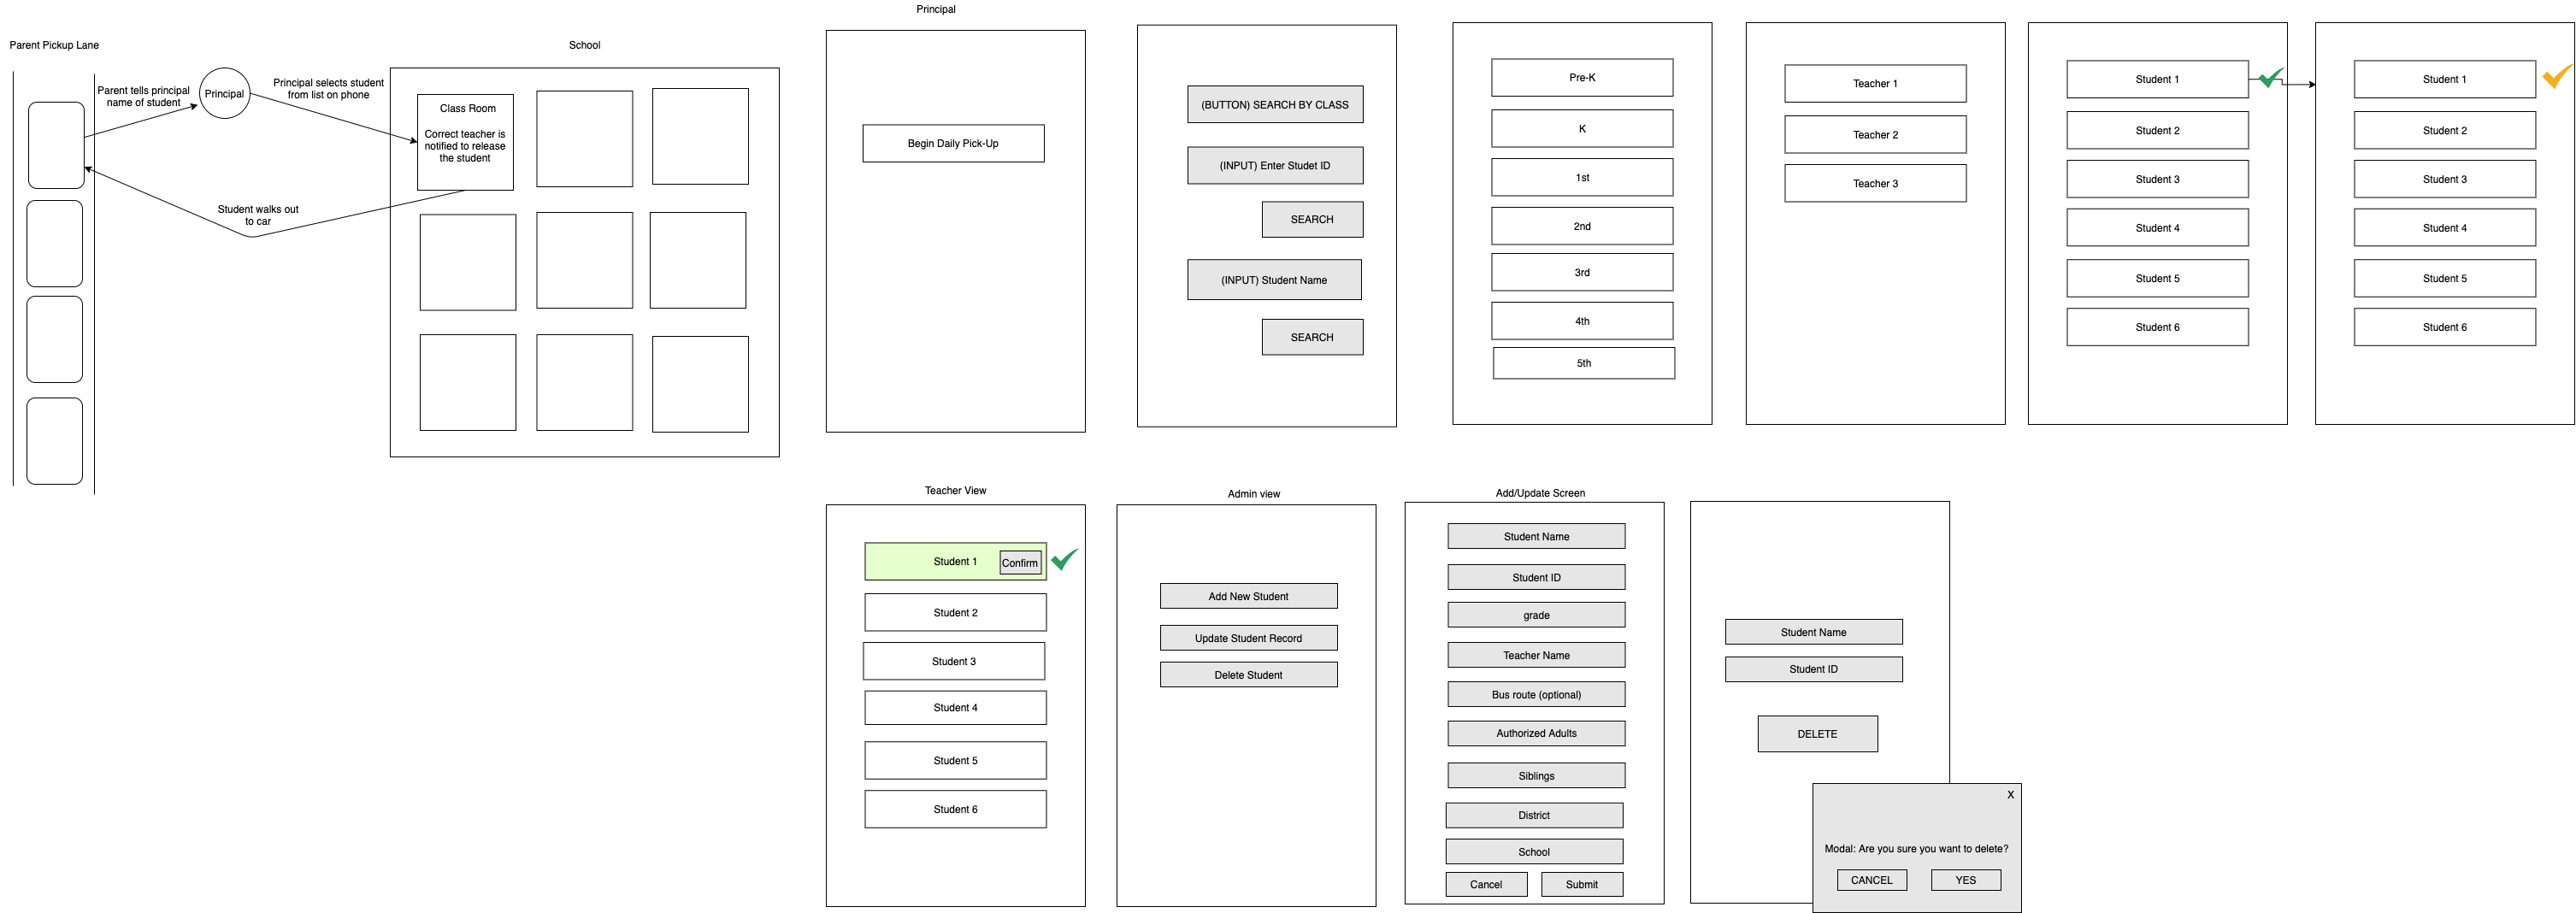 Parent Pickup Lane
Parent tells principal
name of student
Principal
Principal selects student
from list on phone
Student walks out
to car
School
Class Room
Correct teacher is
notified to release
the student
Principal
Begin Daily Pick-Up
(BUTTON) SEARCH BY CLASS
(INPUT) Enter Studet ID
SEARCH
(INPUT) Student Name
SEARCH
Pre-K
K
1st
2nd
3rd
4th
5th
Teacher 1
Teacher 2
Teacher 3
Student 1
Student 2
Student 3
Student 4
Student 5
Student 6
Student 1
Student 2
Student 3
Student 4
Student 5
Student 6
Teacher View
Student 1
Confirm
Student 2
Student 3
Student 4
Student 5
Student 6
Admin view
Add New Student
Update Student Record
Delete Student
Add/Update Screen
Student Name
Student ID
grade
Teacher Name
Bus route (optional)
Authorized Adults
Siblings
District
School
Cancel
Submit
Student Name
Student ID
DELETE
X
Modal: Are you sure you want to delete?
CANCEL
YES